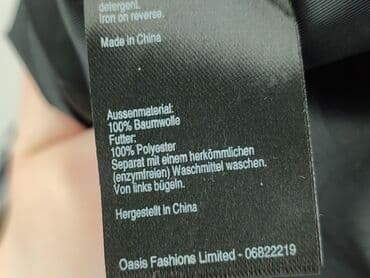 detergent.
Iron on reverse.
Made in China
Aussenmaterial:
100% Baumwolle
Futter:
100% Polyester
Separat mit einem herkömmlichen
(enzymfreien) Waschmittel waschen.
Von links bügeln.
Hergestellt in China
Oasis Fashions Limited - 06822219